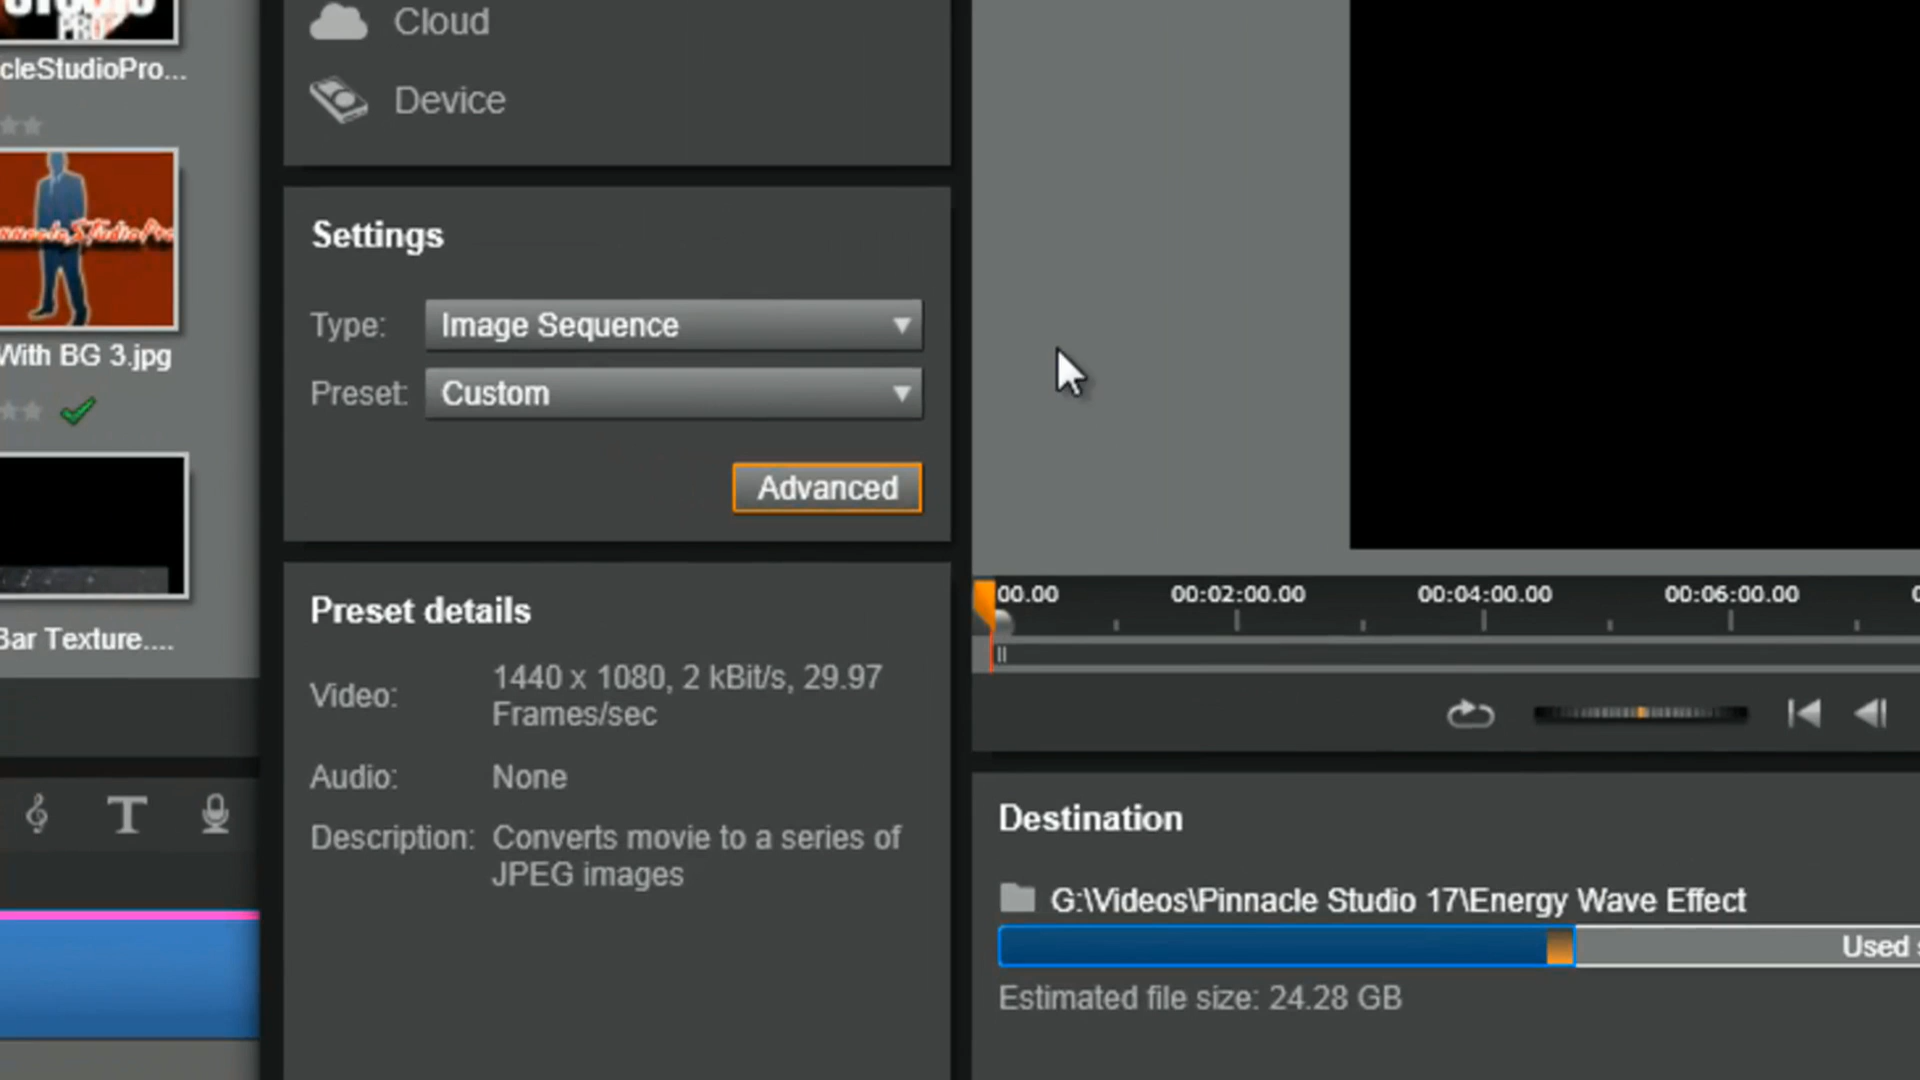 STUDIO
PRO
cleStudioPro...
With BG 3.jpg
Bar Texture....
T
Cloud
Device
Settings
Type: Image Sequence
Preset: Custom
Advanced
Preset details
Video: 1440 x 1080, 2 kBit/s, 29.97
Frames/sec
Audio: None
Description: Converts movie to a series of
JPEG images
00.00 00:02:00.00 00:04:00.00 00:06:00.00
Destination
G:\Videos\Pinnacle Studio 17\Energy Wave Effect
Used
Estimated file size: 24.28 GB